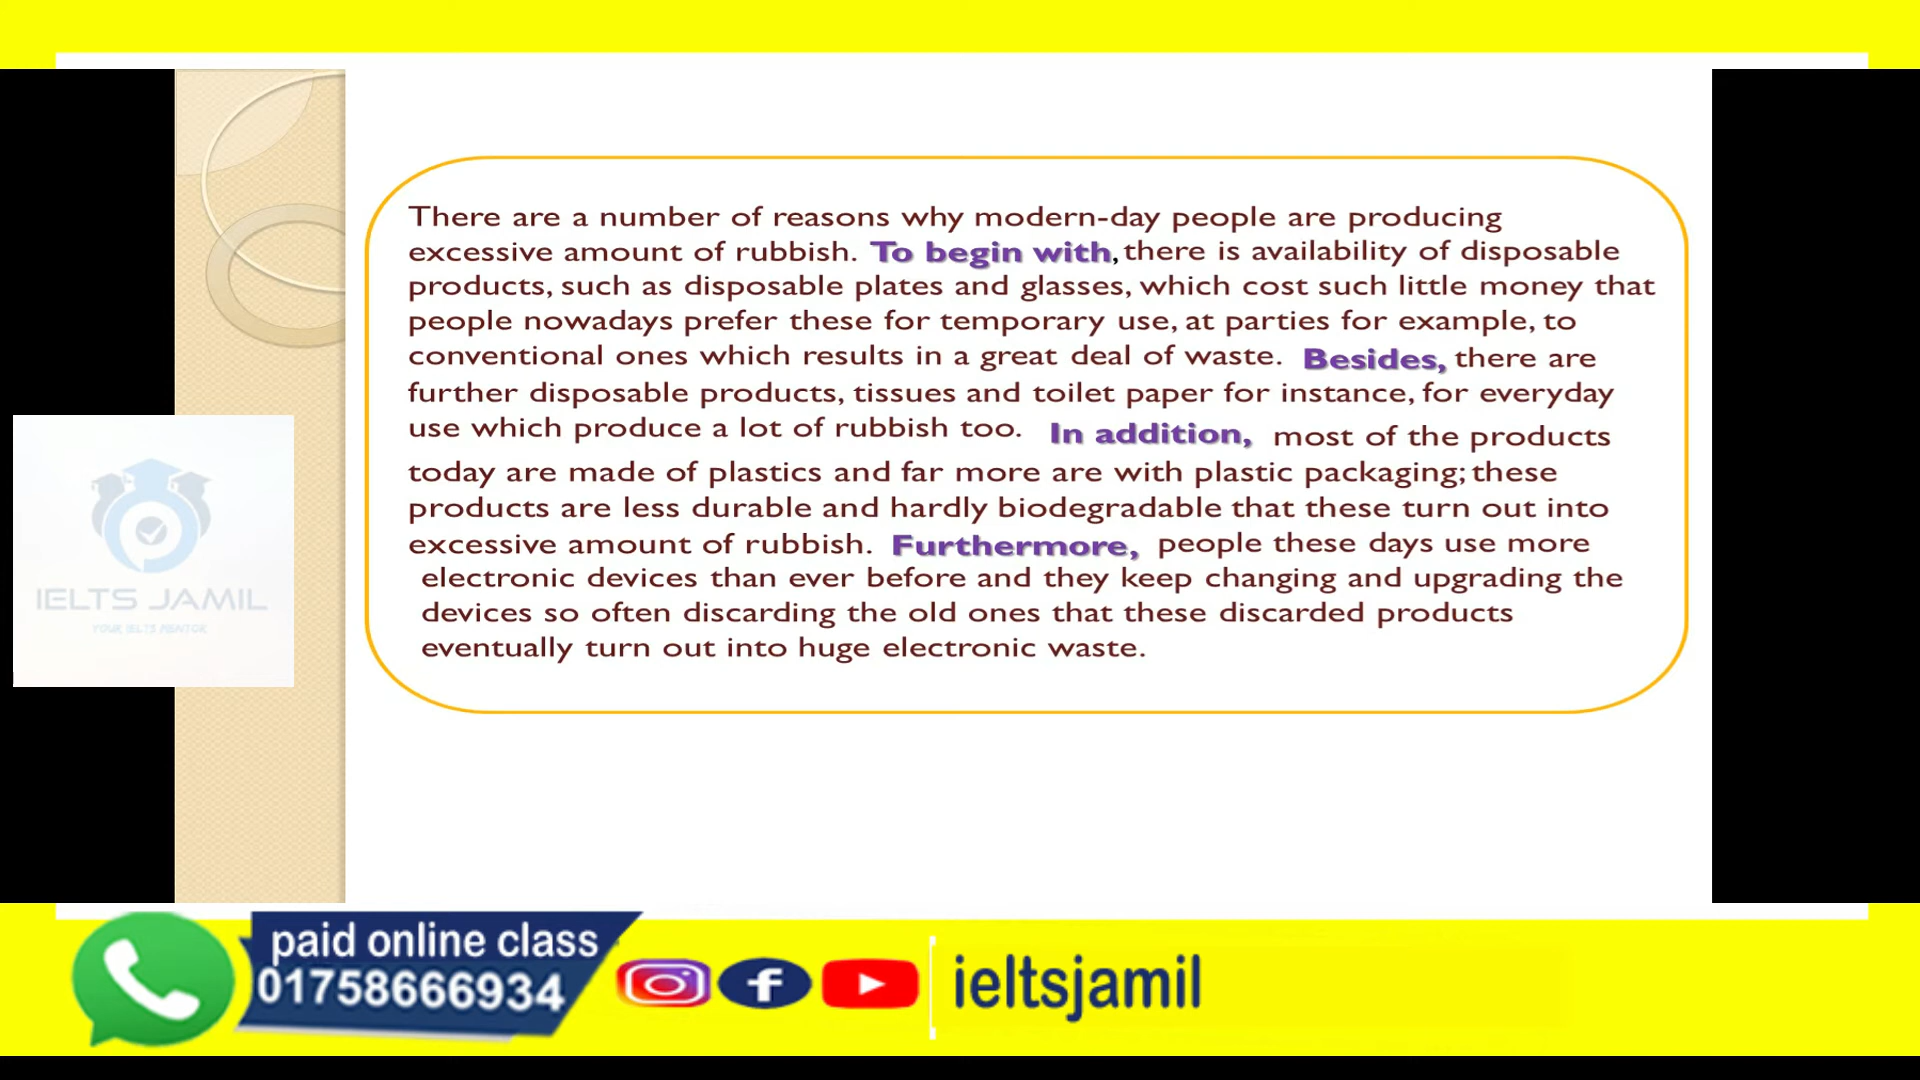 There are a number of reasons why modern-day people are producing
excessive amount of rubbish. To begin with, there is availability of disposable
products, such as disposable plates and glasses, which cost such little money that
people nowadays prefer these for temporary use, at parties for example, to
conventional ones which results in a great deal of waste. Besides, there are
further disposable products, tissues and toilet paper for instance, for everyday
use which produce a lot of rubbish too. In addition, most of the products
today are made of plastics and far more are with plastic packaging; these
products are less durable and hardly biodegradable that these turn out into
excessive amount of rubbish. Furthermore, people these days use more
electronic devices than ever before and they keep changing and upgrading the
devices so often discarding the old ones that these discarded products
eventually turn out into huge electronic waste.
IELTS JAMIL
YOUR IELTS MENTOR
paid online class
01758666934
ieltsjamil